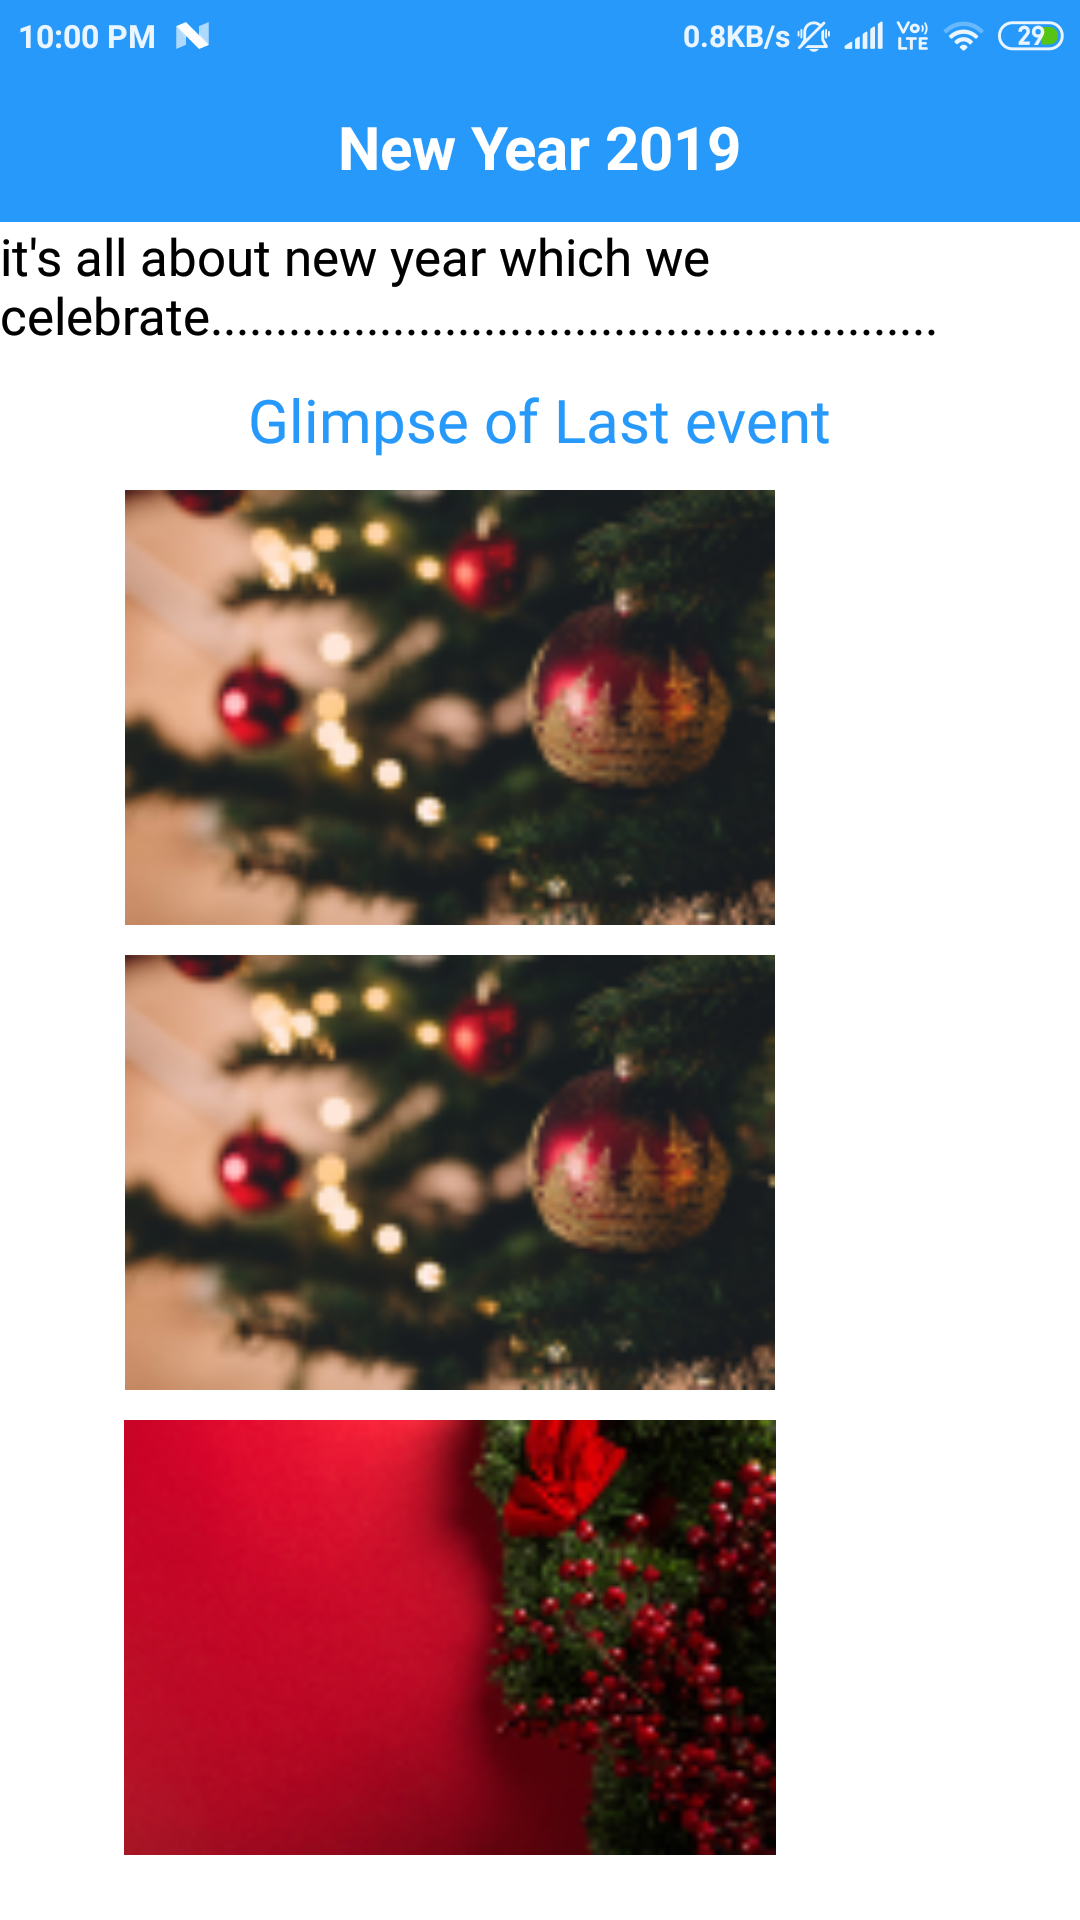 10:00 PM 0.8KB/s Vo)) LTE 29
New Year 2019
it's all about new year which we
celebrate........................................................
Glimpse of Last event